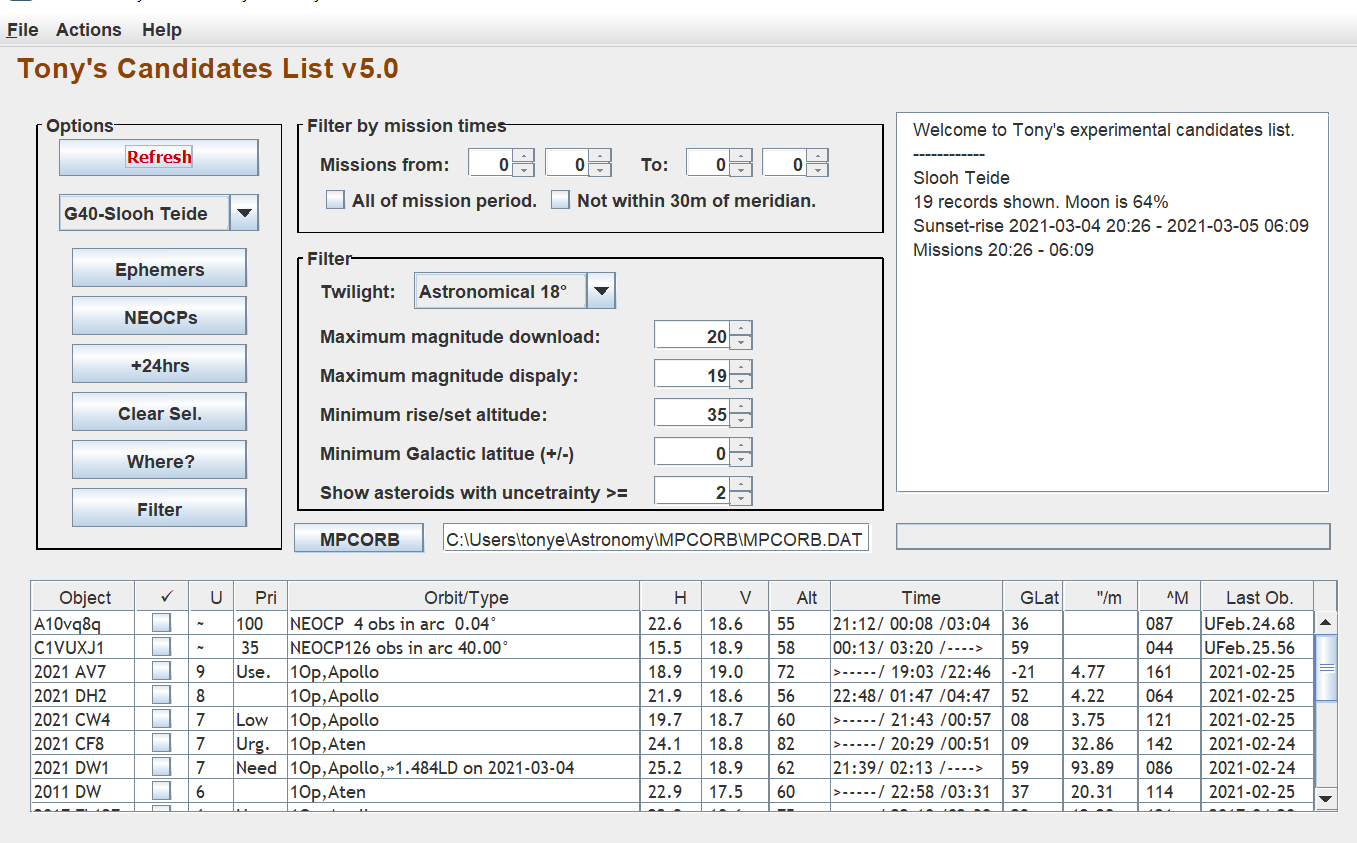 File Actions Help
Tony's Candidates List v5.0
Options
Refresh
G40-Slooh Teide
Ephemers
NEOCPs
+24hrs
Clear Sel.
Where?
Filter
Filter by mission times
Missions from: 0 0 To: 0 0
All of mission period. Not within 30m of meridian.
Filter
Twilight: Astronomical 18°
Maximum magnitude download: 20
Maximum magnitude dispaly: 19
Minimum rise/set altitude: 35
Minimum Galactic latitue (+/-) 0
Show asteroids with uncetrainty >= 2
MPCORB C:\Users\tonye\Astronomy\MPCORB\MPCORB.DAT
Welcome to Tony's experimental candidates list.
------------
Slooh Teide
19 records shown. Moon is 64%
Sunset-rise 2021-03-04 20:26 - 2021-03-05 06:09
Missions 20:26 - 06:09
Object ✓ U Pri Orbit/Type H V Alt Time GLat "/m ^M Last Ob.
A10vq8q ~ 100 NEOCP 4 obs in arc 0.04° 22.6 18.6 55 21:12/ 00:08 /03:04 36 087 UFeb.24.68
C1VUXJ1 ~ 35 NEOCP126 obs in arc 40.00° 15.5 18.9 58 00:13/ 03:20 /----> 59 044 UFeb.25.56
2021 AV7 9 Use. 1Op,Apollo 18.9 19.0 72 >-----/ 19:03 /22:46 -21 4.77 161 2021-02-25
2021 DH2 8 1Op,Apollo 21.9 18.6 56 22:48/ 01:47 /04:47 52 4.22 064 2021-02-25
2021 CW4 7 Low 1Op,Apollo 19.7 18.7 60 >-----/ 21:43 /00:57 08 3.75 121 2021-02-25
2021 CF8 7 Urg. 1Op,Aten 24.1 18.8 82 >-----/ 20:29 /00:51 09 32.86 142 2021-02-24
2021 DW1 7 Need 1Op,Apollo,»1.484LD on 2021-03-04 25.2 18.9 62 21:39/ 02:13 /----> 59 93.89 086 2021-02-24
2011 DW 6 1Op,Aten 22.9 17.5 60 >-----/ 22:58 /03:31 37 20.31 114 2021-02-25